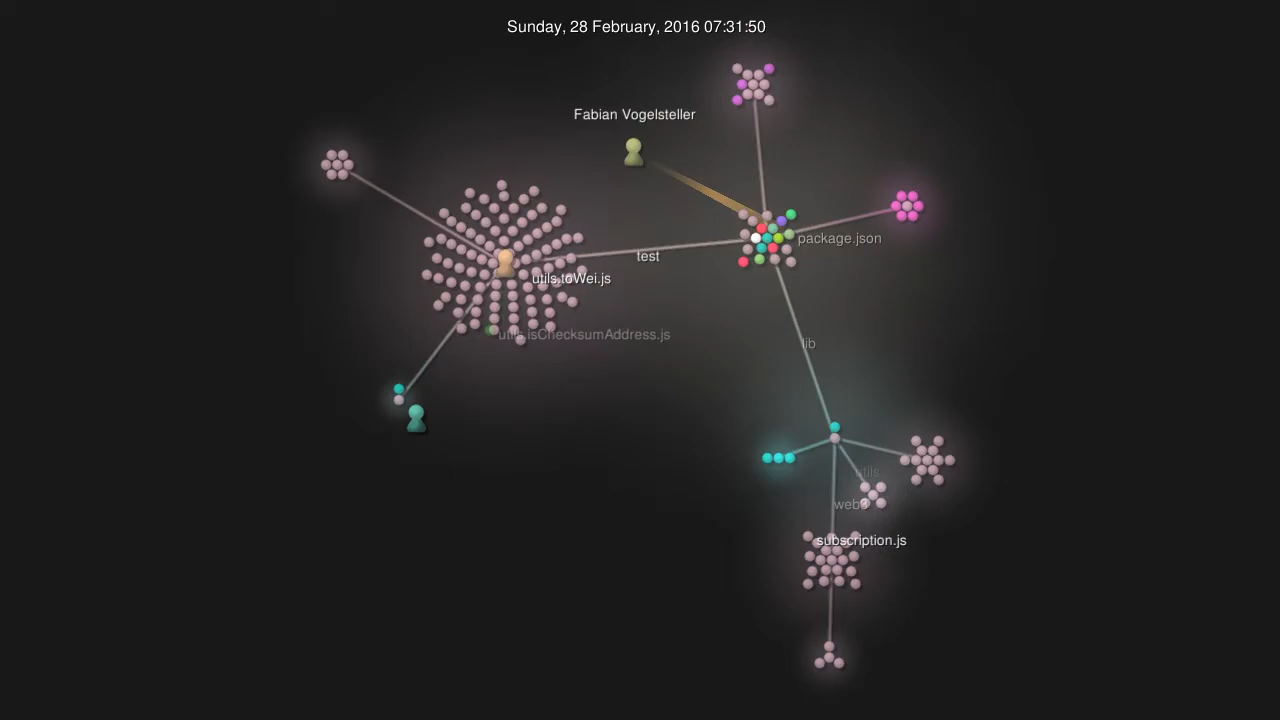 Sunday, 28 February, 2016 07:31:50
Fabian Vogelsteller
package.json
test
utils.toWei.js
utils.isChecksumAddress.js
lib
utils
web3
subscription.js